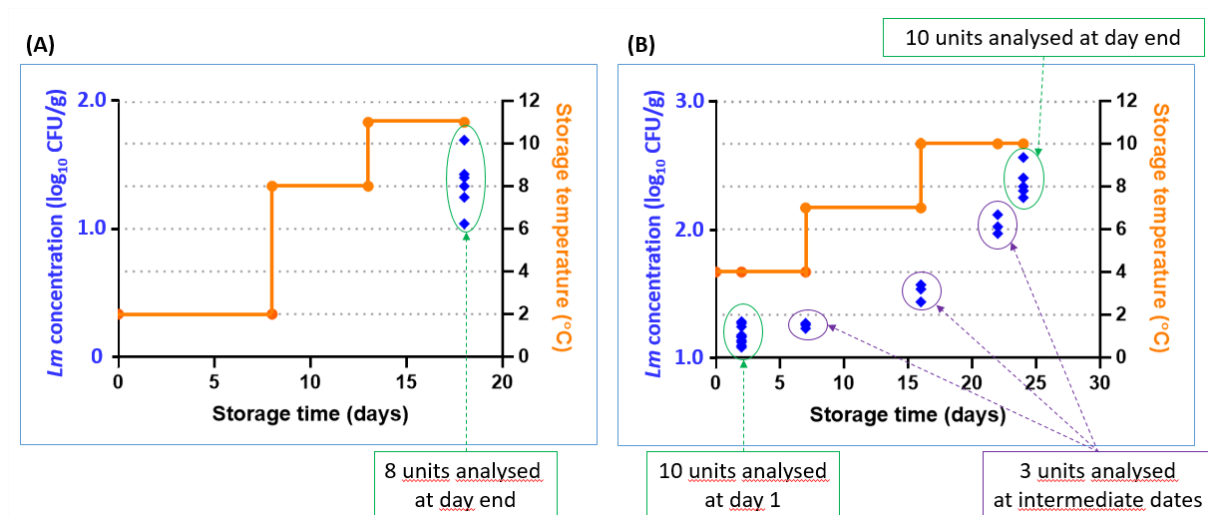 10 units analysed at day end
(A)
(B)
2.0
1.0
0
Lm concentration (log10 CFU/g)
12
10
8
6
4
2
0
Storage temperature (°C)
0 5 10 15 20
Storage time (days)
3.0
2.0
1.0
Lm concentration (log10 CFU/g)
12
10
8
6
4
2
0
Storage temperature (°C)
0 5 10 15 20 25 30
Storage time (days)
8 units analysed
at day end
10 units analysed
at day 1
3 units analysed
at intermediate dates